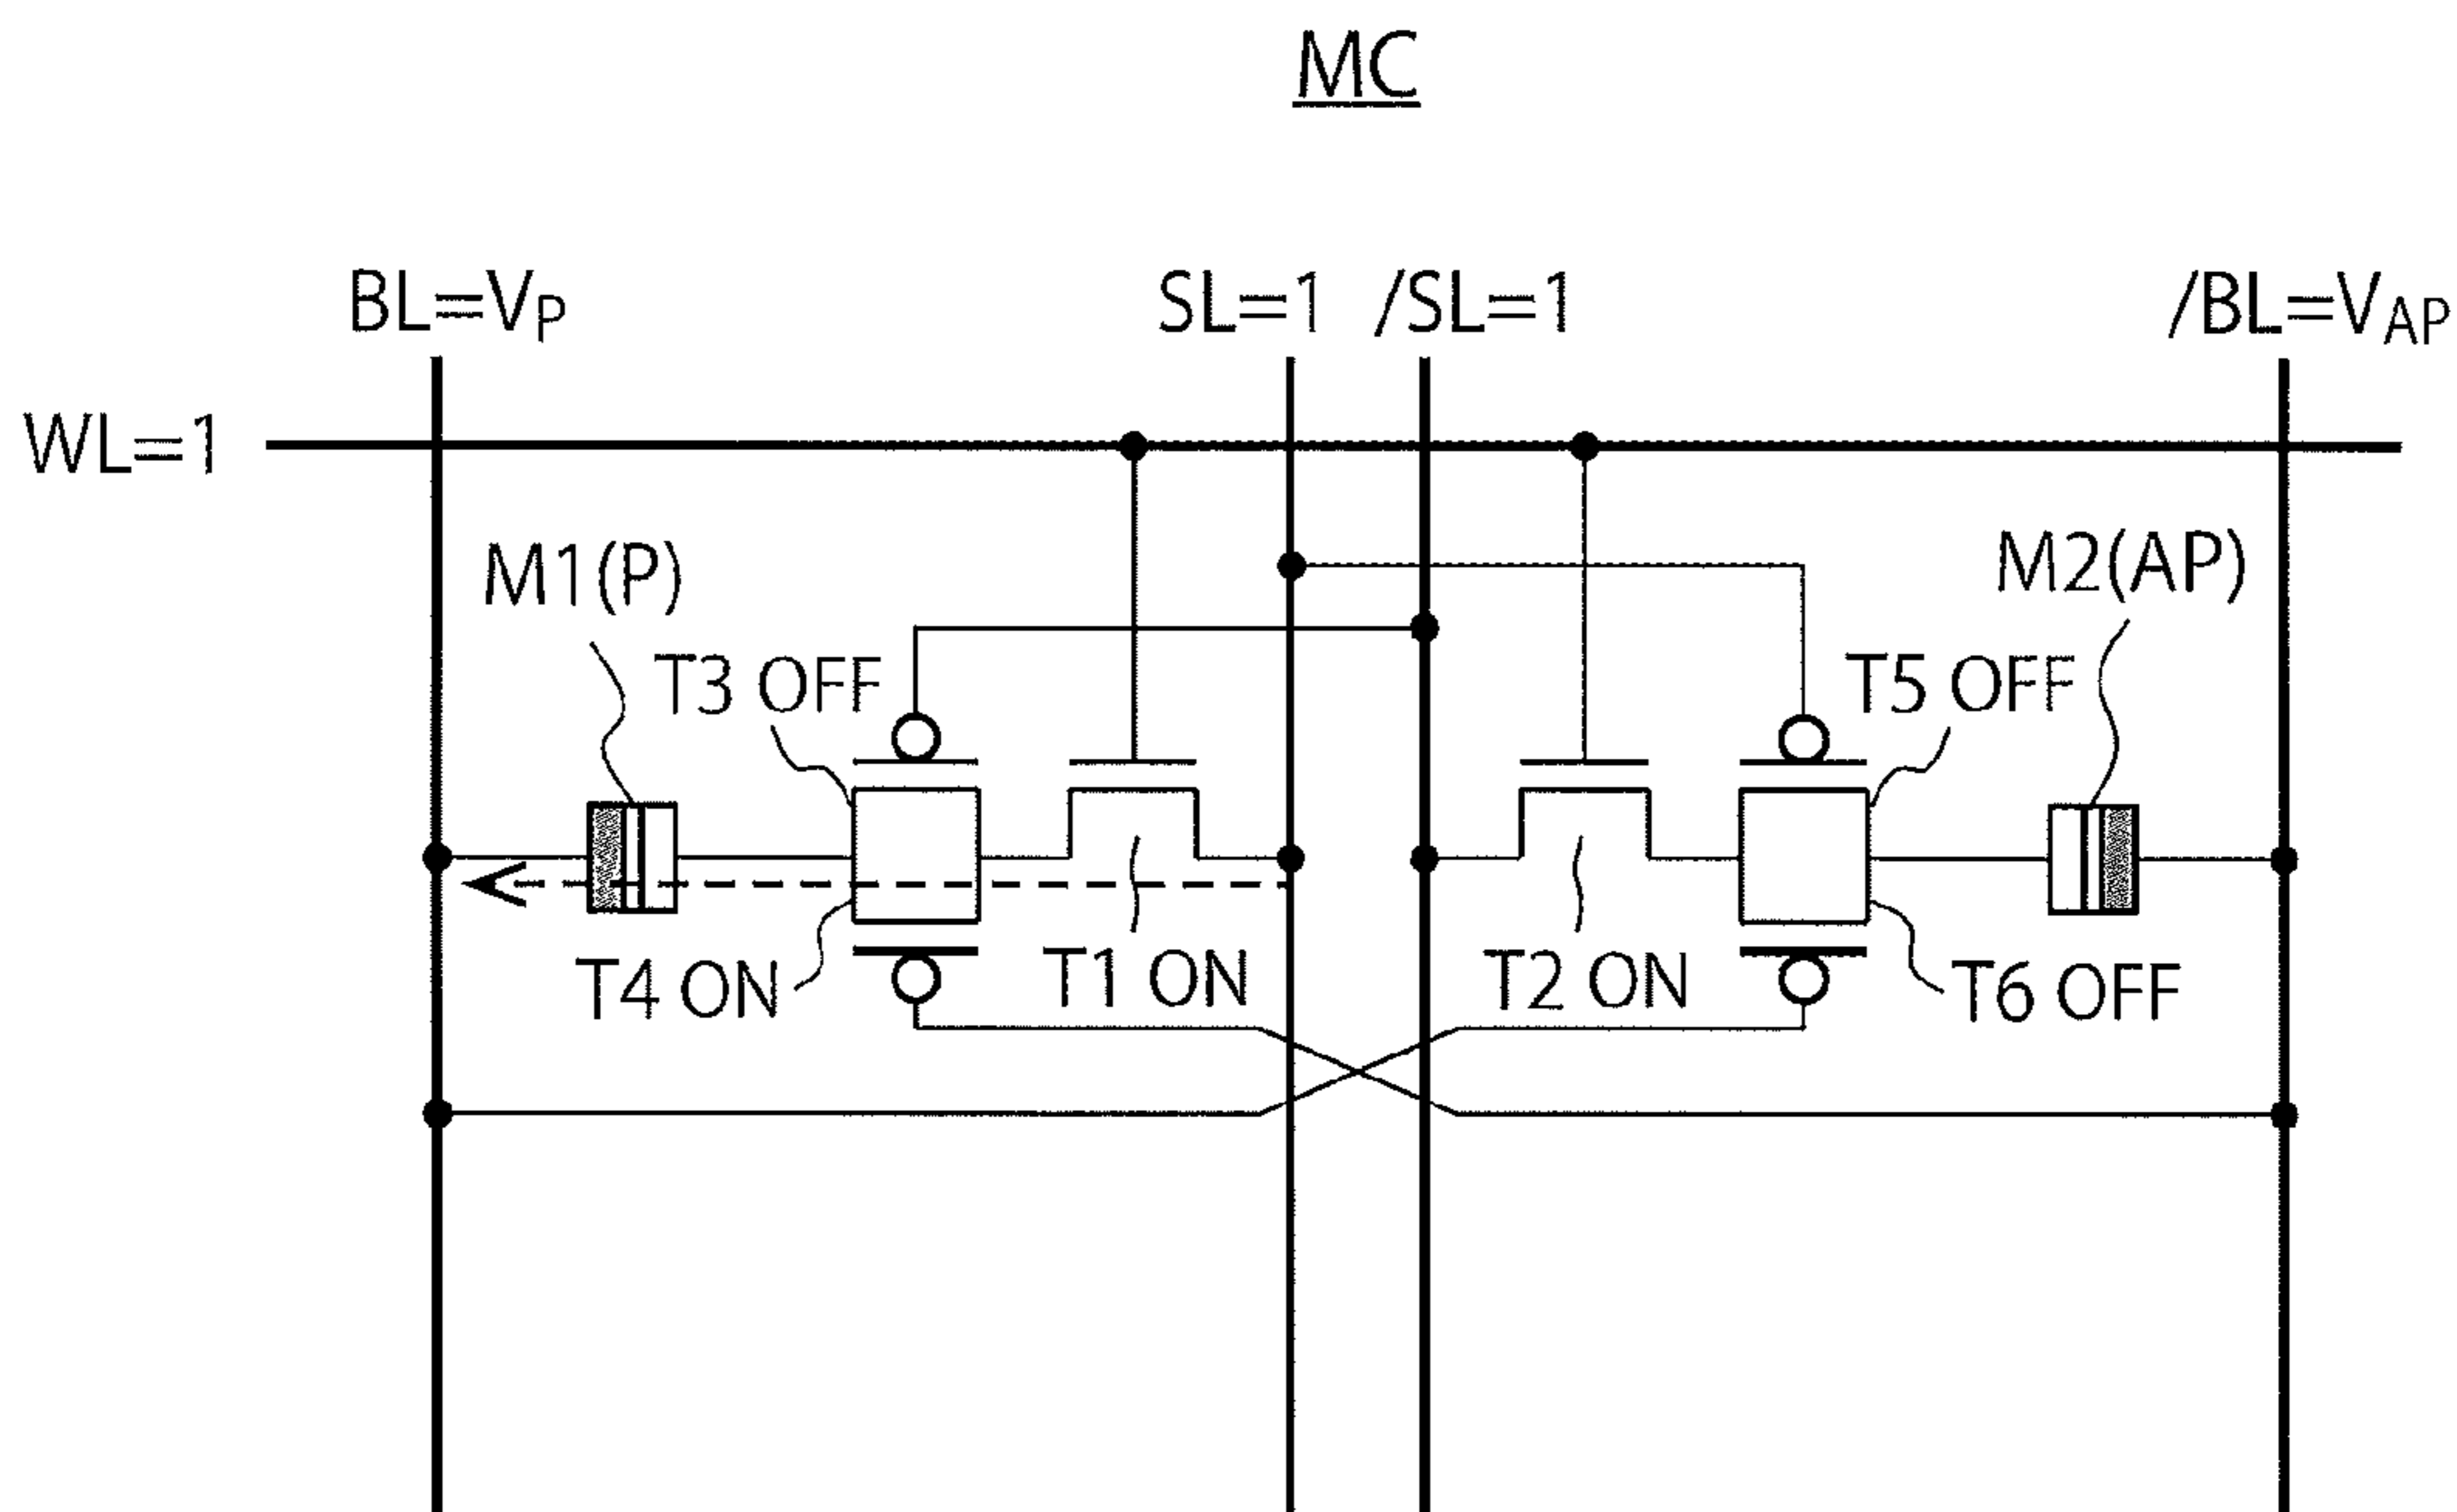 MC
BL=VP
SL=1
/SL=1
/BL=VAP
WL=1
M1(P)
M2(AP)
T3 OFF
T5 OFF
T4 ON
T1 ON
T2 ON
T6 OFF